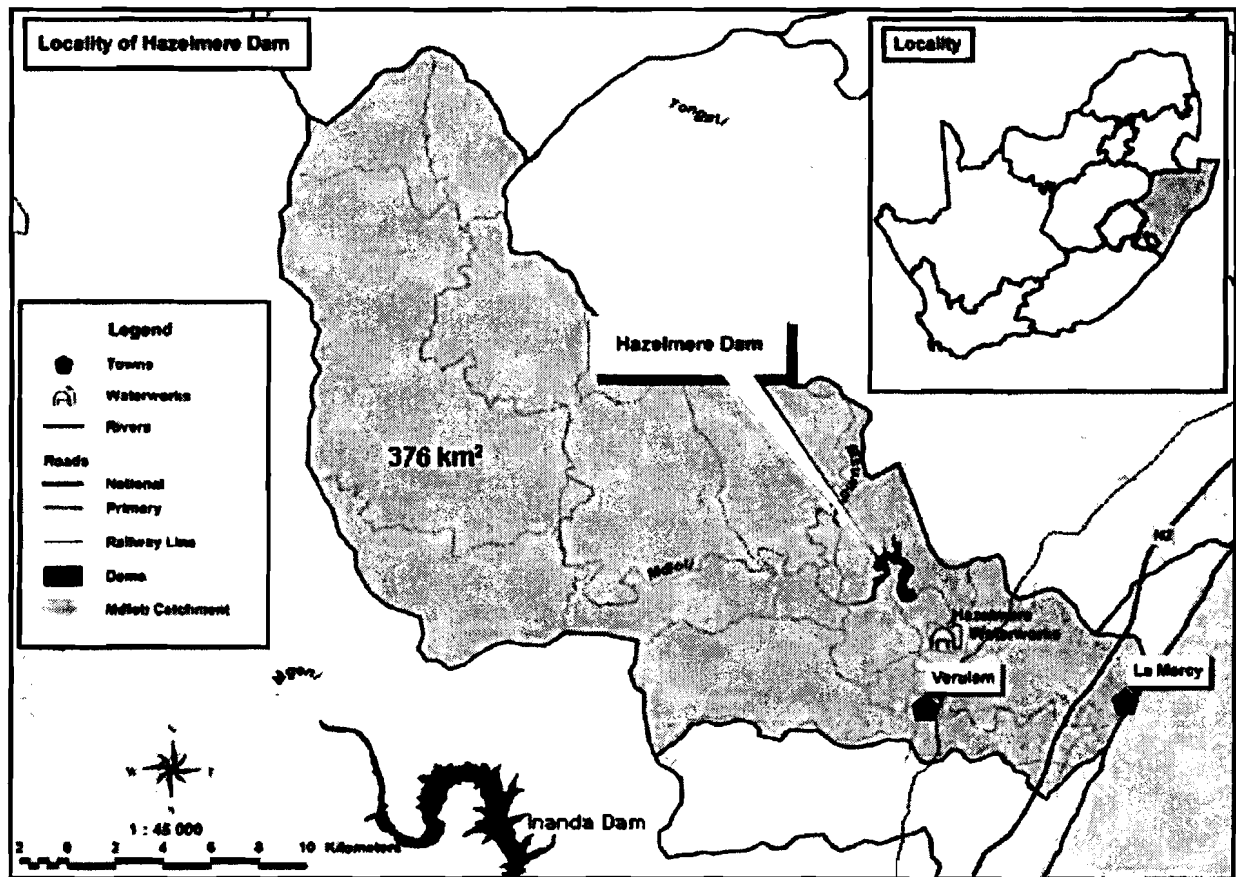 Locality of Hazelmere Dam
Locality
Tongati
Hazelmere Dam
Legend
Towns
Waterworks
Rivers
Roads
National
Primary
Railway Line
Dams
Mdloti Catchment
376 km²
Mdloti
N2
Hazelmere
Waterworks
Verulam
La Mercy
N
W E
1 : 45 000
2 0 2 4 6 8 10 Kilometers
Inanda Dam